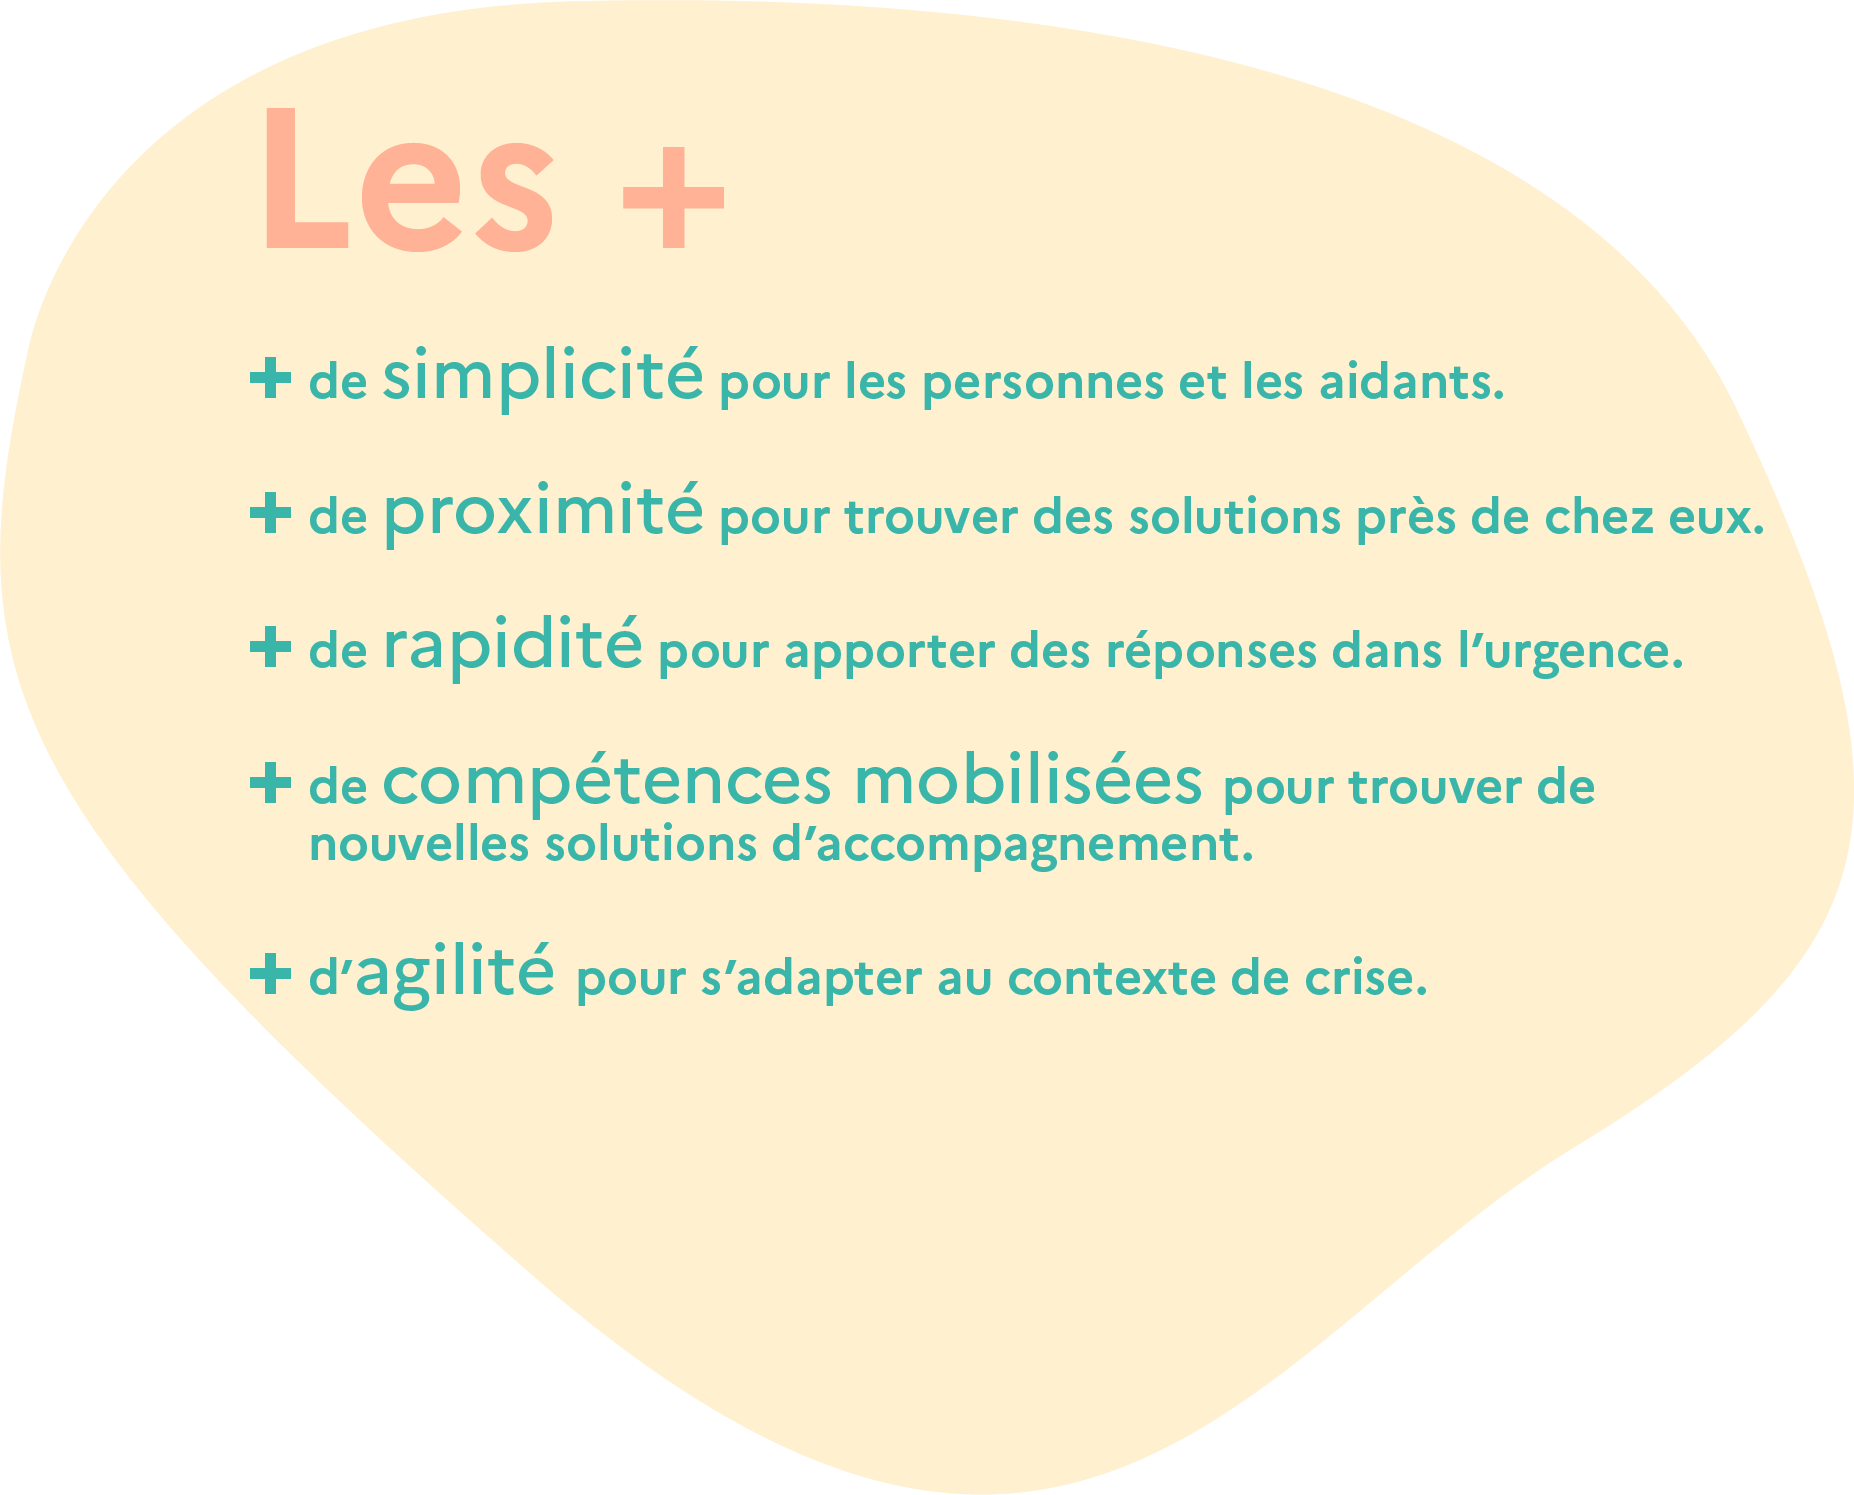 Les +
+ de simplicité pour les personnes et les aidants.
+ de proximité pour trouver des solutions près de chez eux.
+ de rapidité pour apporter des réponses dans l’urgence.
+ de compétences mobilisées pour trouver de
nouvelles solutions d’accompagnement.
+ d’agilité pour s’adapter au contexte de crise.